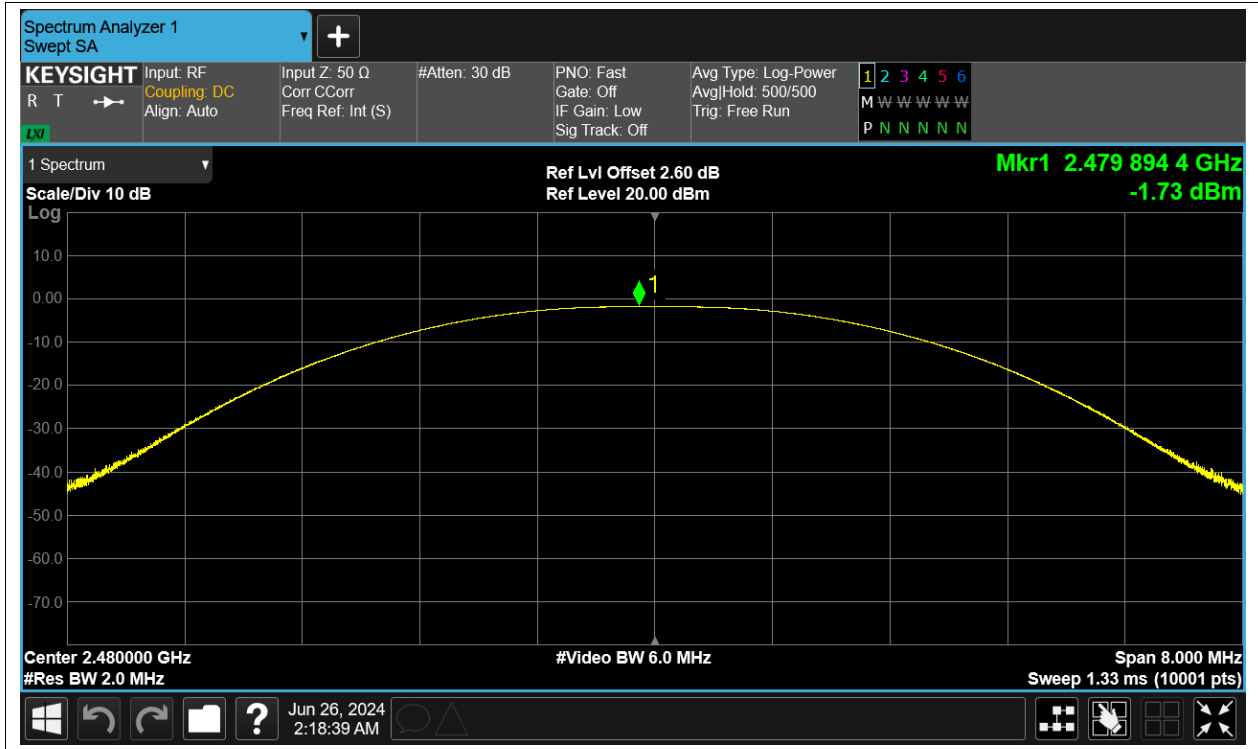 Spectrum Analyzer 1
Swept SA
KEYSIGHT
R T
LXI
Input: RF
Coupling: DC
Align: Auto
Input Z: 50 Ω
Corr CCorr
Freq Ref: Int (S)
#Atten: 30 dB
PNO: Fast
Gate: Off
IF Gain: Low
Sig Track: Off
Avg Type: Log-Power
Avg|Hold: 500/500
Trig: Free Run
1 2 3 4 5 6
M W W W W W
P N N N N N
1 Spectrum
Scale/Div 10 dB
Log
Ref Lvl Offset 2.60 dB
Ref Level 20.00 dBm
Mkr1 2.479 894 4 GHz
-1.73 dBm
10.0
0.00
-10.0
-20.0
-30.0
-40.0
-50.0
-60.0
-70.0
1
Center 2.480000 GHz
#Res BW 2.0 MHz
#Video BW 6.0 MHz
Span 8.000 MHz
Sweep 1.33 ms (10001 pts)
?
Jun 26, 2024
2:18:39 AM